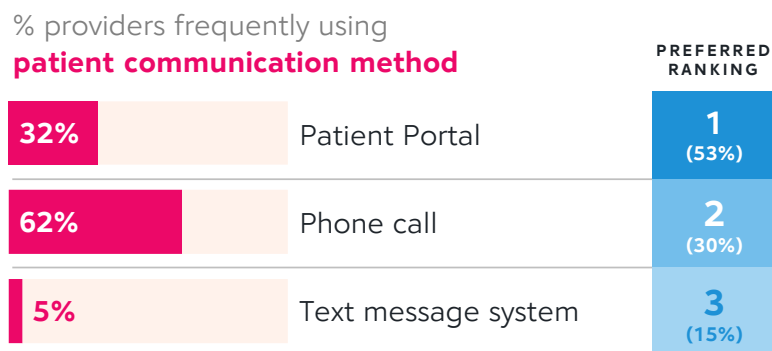 % providers frequently using
patient communication method
PREFERRED
RANKING
32%
Patient Portal
1
(53%)
62%
Phone call
2
(30%)
5%
Text message system
3
(15%)